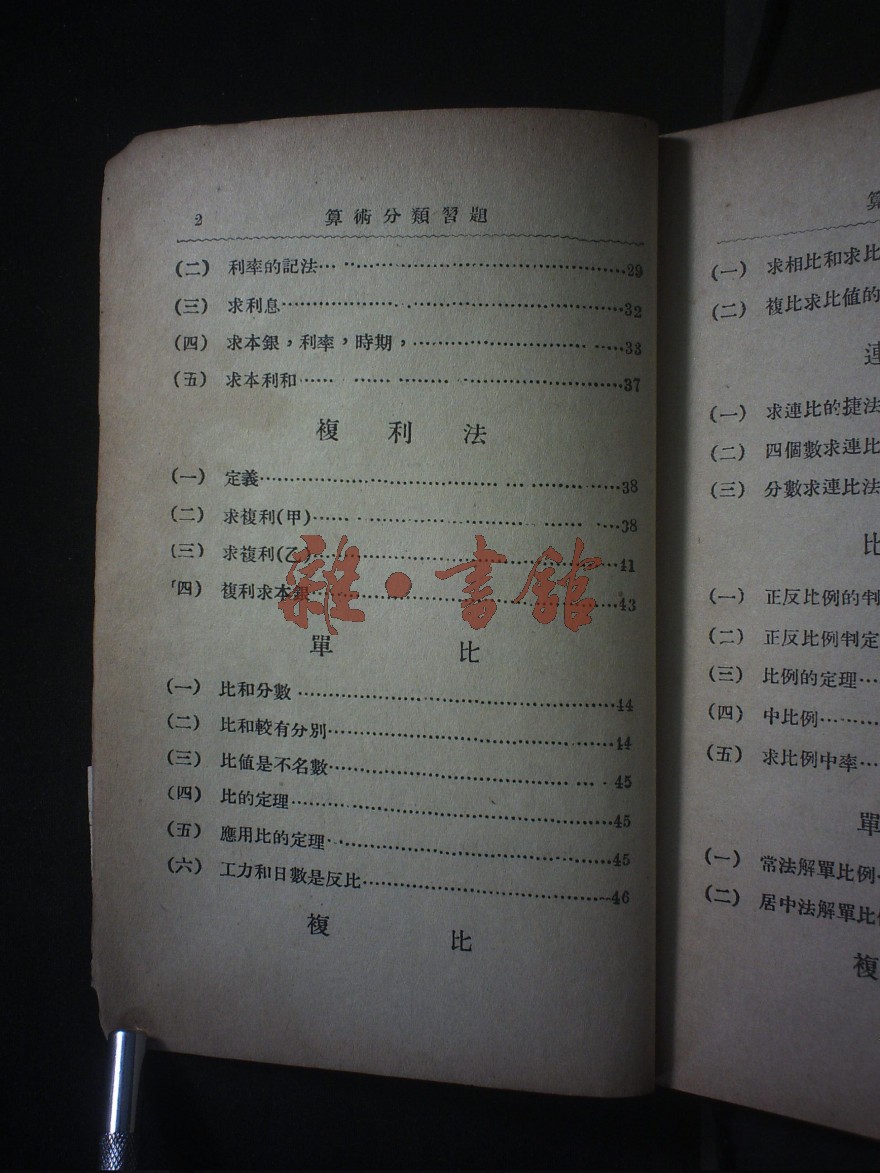 2 算術分類習題
(二) 利率的記法…29
(三) 求利息…32
(四) 求本銀，利率，時期，…33
(五) 求本利和…37
複利法
(一) 定義…38
(二) 求複利(甲)…38
(三) 求複利(乙)…41
(四) 複利求本銀…43
雜·書館
單比
(一) 比和分數…44
(二) 比和較有分別…44
(三) 比值是不名數…45
(四) 比的定理…45
(五) 應用比的定理…45
(六) 工力和日數是反比…46
複比
算
(一) 求相比和求比
(二) 複比求比值的
連
(一) 求連比的捷法
(二) 四個數求連比
(三) 分數求連比法
比
(一) 正反比例的判
(二) 正反比例判定
(三) 比例的定理…
(四) 中比例…
(五) 求比例中率…
單
(一) 常法解單比例
(二) 居中法解單比例
複